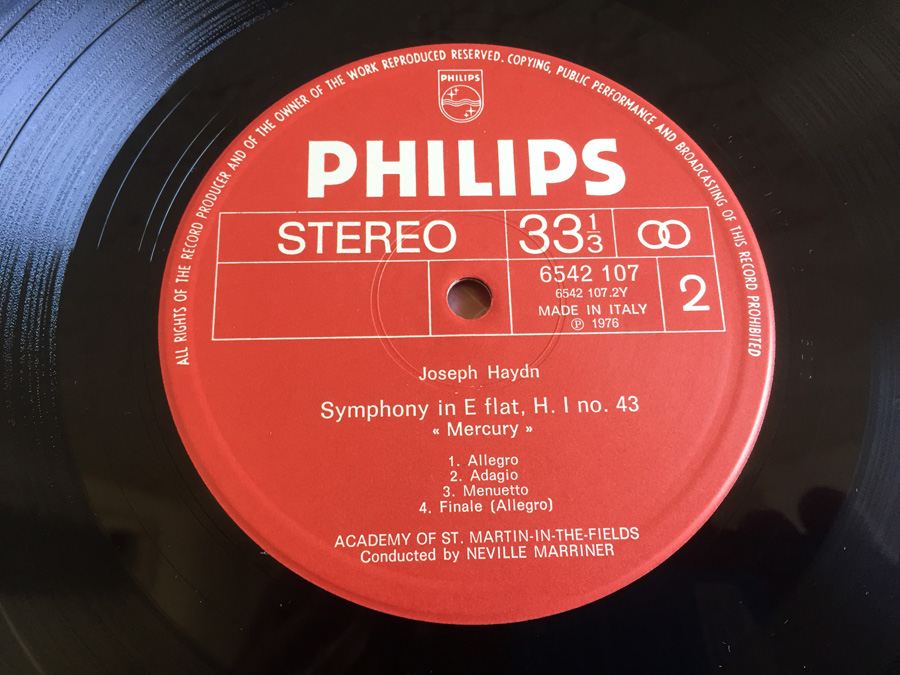 ALL RIGHTS OF THE RECORD PRODUCER AND OF THE OWNER OF THE WORK REPRODUCED RESERVED. COPYING, PUBLIC PERFORMANCE AND BROADCASTING OF THIS RECORD PROHIBITED
PHILIPS
PHILIPS
STEREO 33 1/3
6542 107
6542 107.2Y
MADE IN ITALY
℗ 1976
2
Joseph Haydn
Symphony in E flat, H. I no. 43
« Mercury »
1. Allegro
2. Adagio
3. Menuetto
4. Finale (Allegro)
ACADEMY OF ST. MARTIN-IN-THE-FIELDS
Conducted by NEVILLE MARRINER